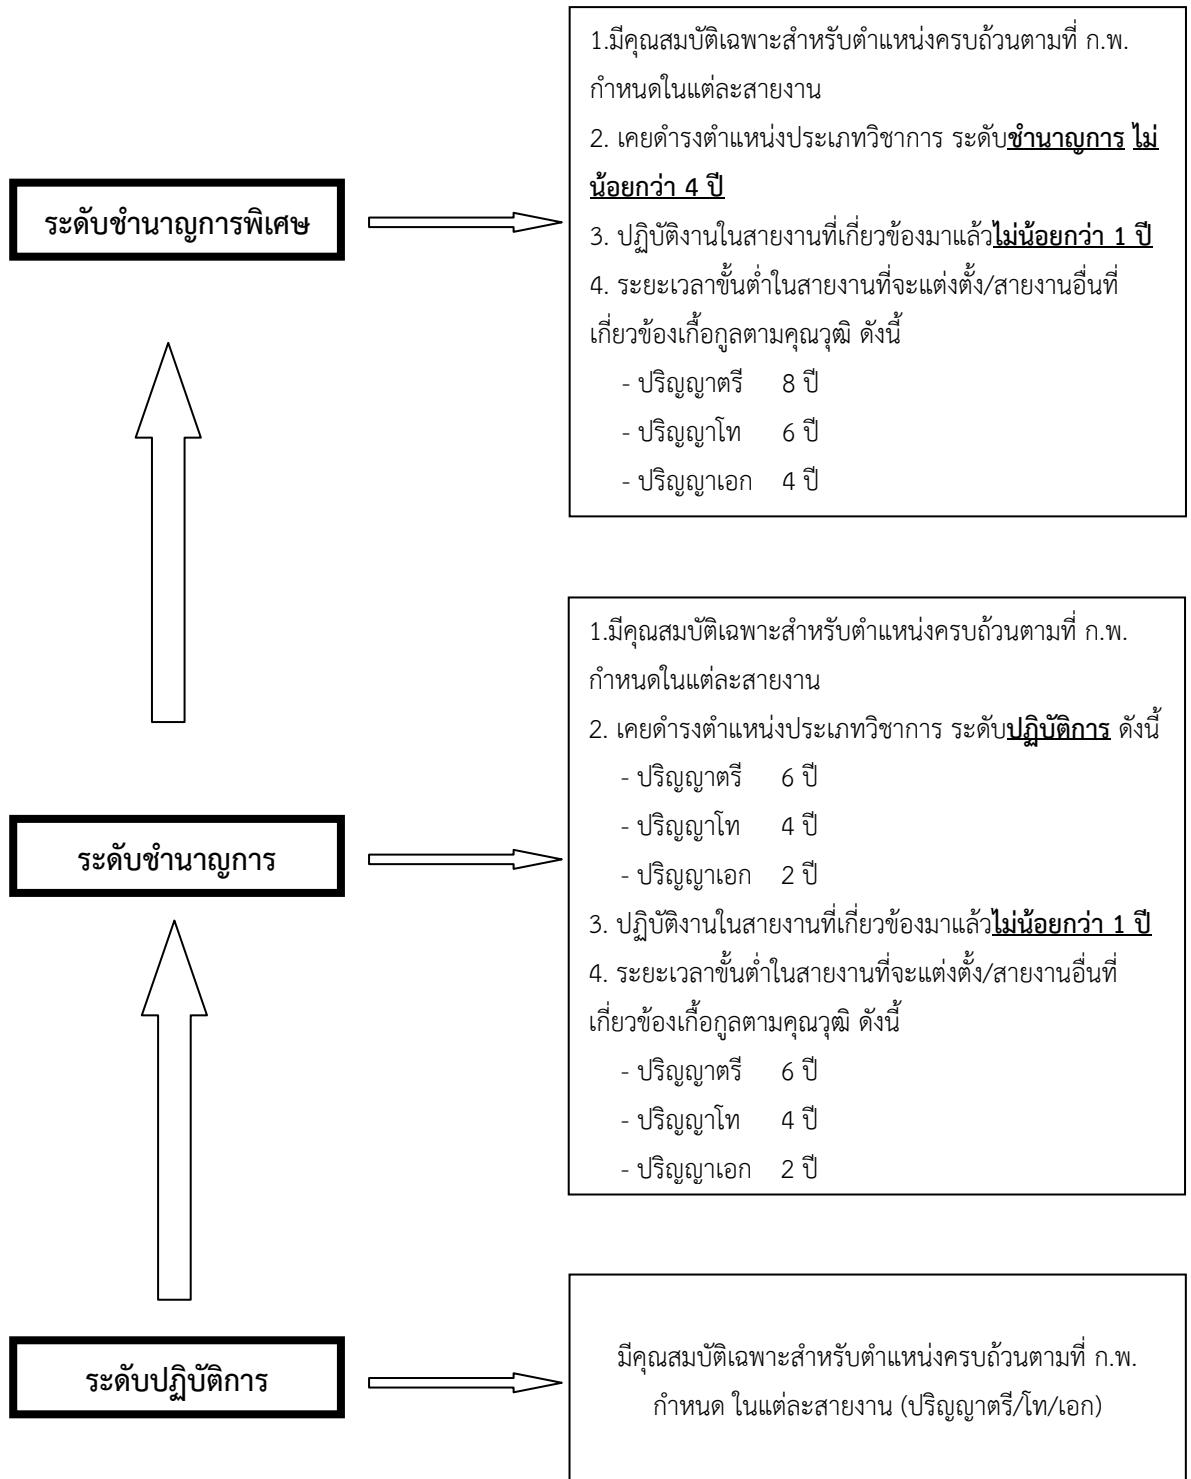 1.มีคุณสมบัติเฉพาะสำหรับตำแหน่งครบถ้วนตามที่ ก.พ.
กำหนดในแต่ละสายงาน
2. เคยดำรงตำแหน่งประเภทวิชาการ ระดับชำนาญการ ไม่
น้อยกว่า 4 ปี
3. ปฏิบัติงานในสายงานที่เกี่ยวข้องมาแล้วไม่น้อยกว่า 1 ปี
4. ระยะเวลาขั้นต่ำในสายงานที่จะแต่งตั้ง/สายงานอื่นที่
เกี่ยวข้องเกื้อกูลตามคุณวุฒิ ดังนี้
- ปริญญาตรี 8 ปี
- ปริญญาโท 6 ปี
- ปริญญาเอก 4 ปี
ระดับชำนาญการพิเศษ
1.มีคุณสมบัติเฉพาะสำหรับตำแหน่งครบถ้วนตามที่ ก.พ.
กำหนดในแต่ละสายงาน
2. เคยดำรงตำแหน่งประเภทวิชาการ ระดับปฏิบัติการ ดังนี้
- ปริญญาตรี 6 ปี
- ปริญญาโท 4 ปี
- ปริญญาเอก 2 ปี
3. ปฏิบัติงานในสายงานที่เกี่ยวข้องมาแล้วไม่น้อยกว่า 1 ปี
4. ระยะเวลาขั้นต่ำในสายงานที่จะแต่งตั้ง/สายงานอื่นที่
เกี่ยวข้องเกื้อกูลตามคุณวุฒิ ดังนี้
- ปริญญาตรี 6 ปี
- ปริญญาโท 4 ปี
- ปริญญาเอก 2 ปี
ระดับชำนาญการ
มีคุณสมบัติเฉพาะสำหรับตำแหน่งครบถ้วนตามที่ ก.พ.
กำหนด ในแต่ละสายงาน (ปริญญาตรี/โท/เอก)
ระดับปฏิบัติการ